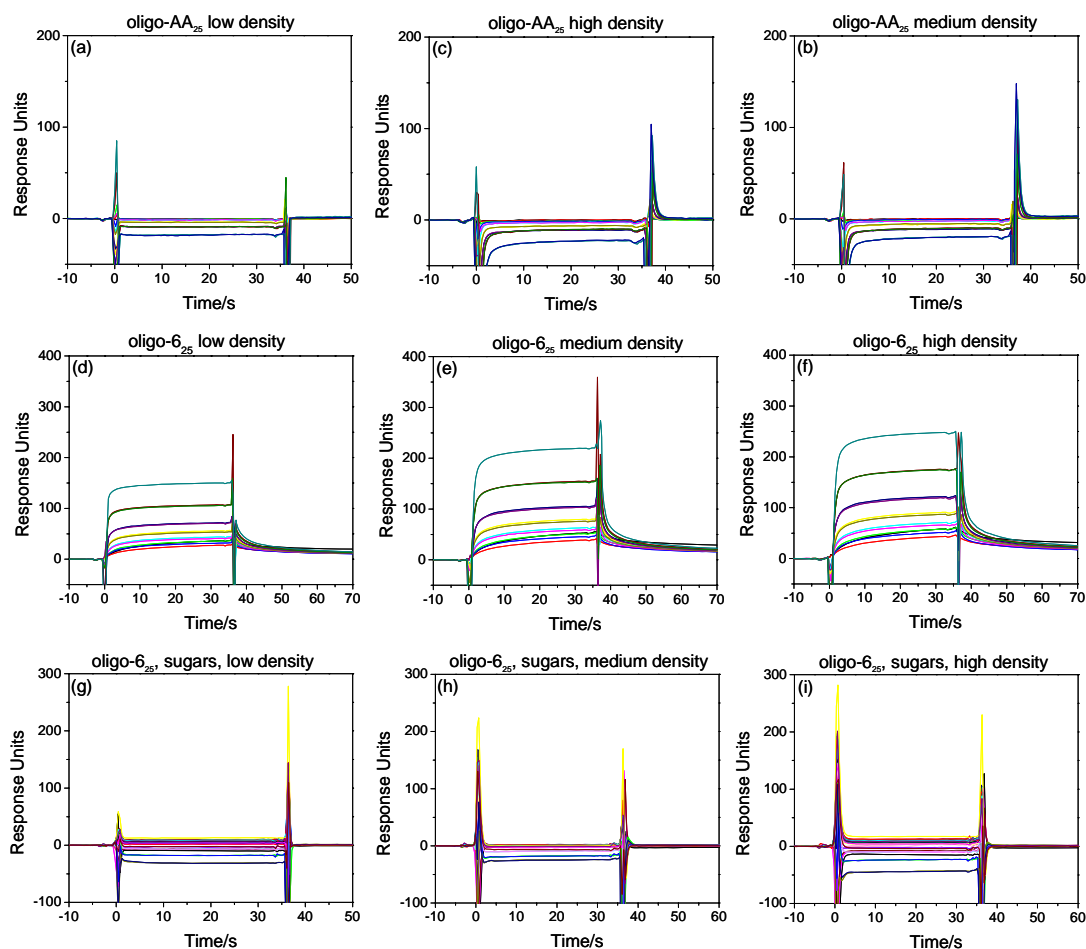 oligo-AA₂₅ low density
(a)
Response Units
200
100
0
-10 0 10 20 30 40 50
Time/s
oligo-AA₂₅ high density
(c)
Response Units
200
100
0
-10 0 10 20 30 40 50
Time/s
oligo-AA₂₅ medium density
(b)
Response Units
200
100
0
-10 0 10 20 30 40 50
Time/s
oligo-6₂₅ low density
(d)
Response Units
400
300
200
100
0
-10 0 10 20 30 40 50 60 70
Time/s
oligo-6₂₅ medium density
(e)
Response Units
400
300
200
100
0
-10 0 10 20 30 40 50 60 70
Time/s
oligo-6₂₅ high density
(f)
Response Units
400
300
200
100
0
-10 0 10 20 30 40 50 60 70
Time/s
oligo-6₂₅, sugars, low density
(g)
Response Units
300
200
100
0
-100
-10 0 10 20 30 40 50 60
Time/s
oligo-6₂₅, sugars, medium density
(h)
Response Units
300
200
100
0
-100
-10 0 10 20 30 40 50 60
Time/s
oligo-6₂₅, sugars, high density
(i)
Response Units
300
200
100
0
-100
-10 0 10 20 30 40 50 60
Time/s